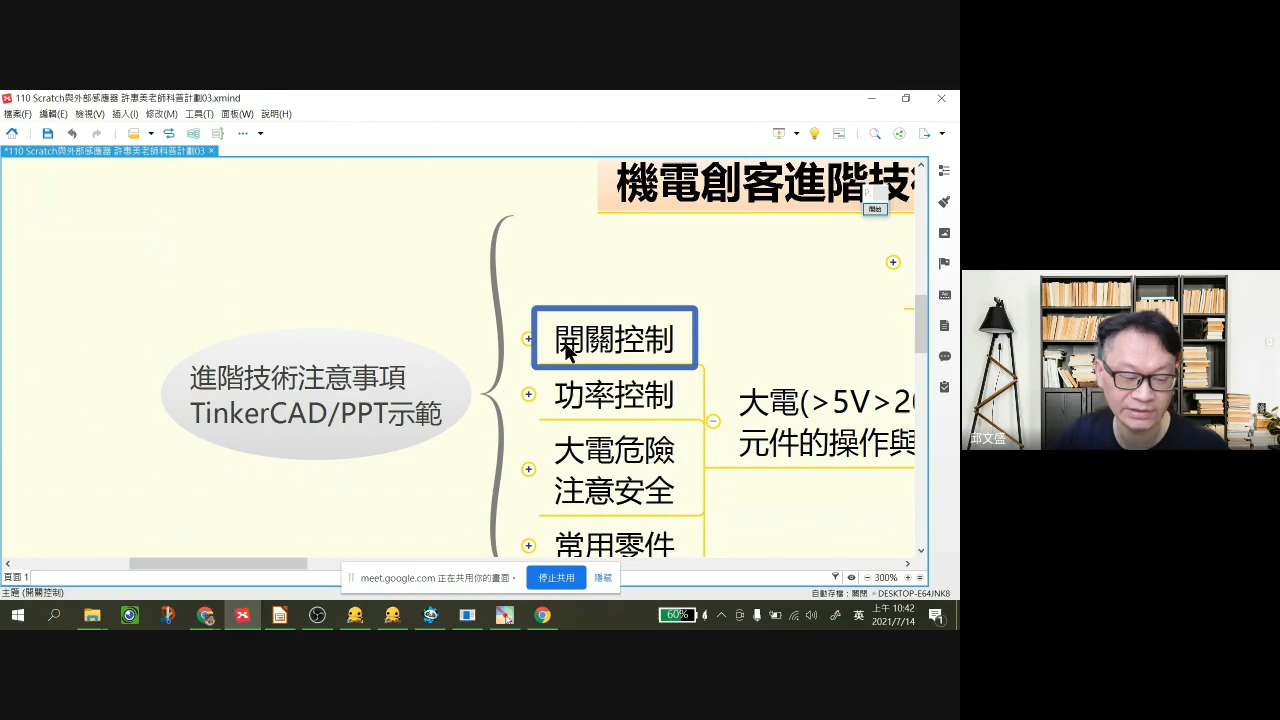 110 Scratch與外部感應器 許惠美老師科普計劃03.xmind
檔案(F) 編輯(E) 檢視(V) 插入(I) 修改(M) 工具(T) 面板(W) 說明(H)
*110 Scratch與外部感應器 許惠美老師科普計劃03
機電創客進階技
開始
開關控制
進階技術注意事項
TinkerCAD/PPT示範
功率控制
大電(>5V>20
元件的操作與
大電危險
注意安全
常用零件
meet.google.com 正在共用你的畫面。
停止共用
隱藏
頁面 1
300%
主題 (開關控制)
自動存檔：關閉
DESKTOP-E64JNK8
60%
英
上午 10:42
2021/7/14
邱文盛